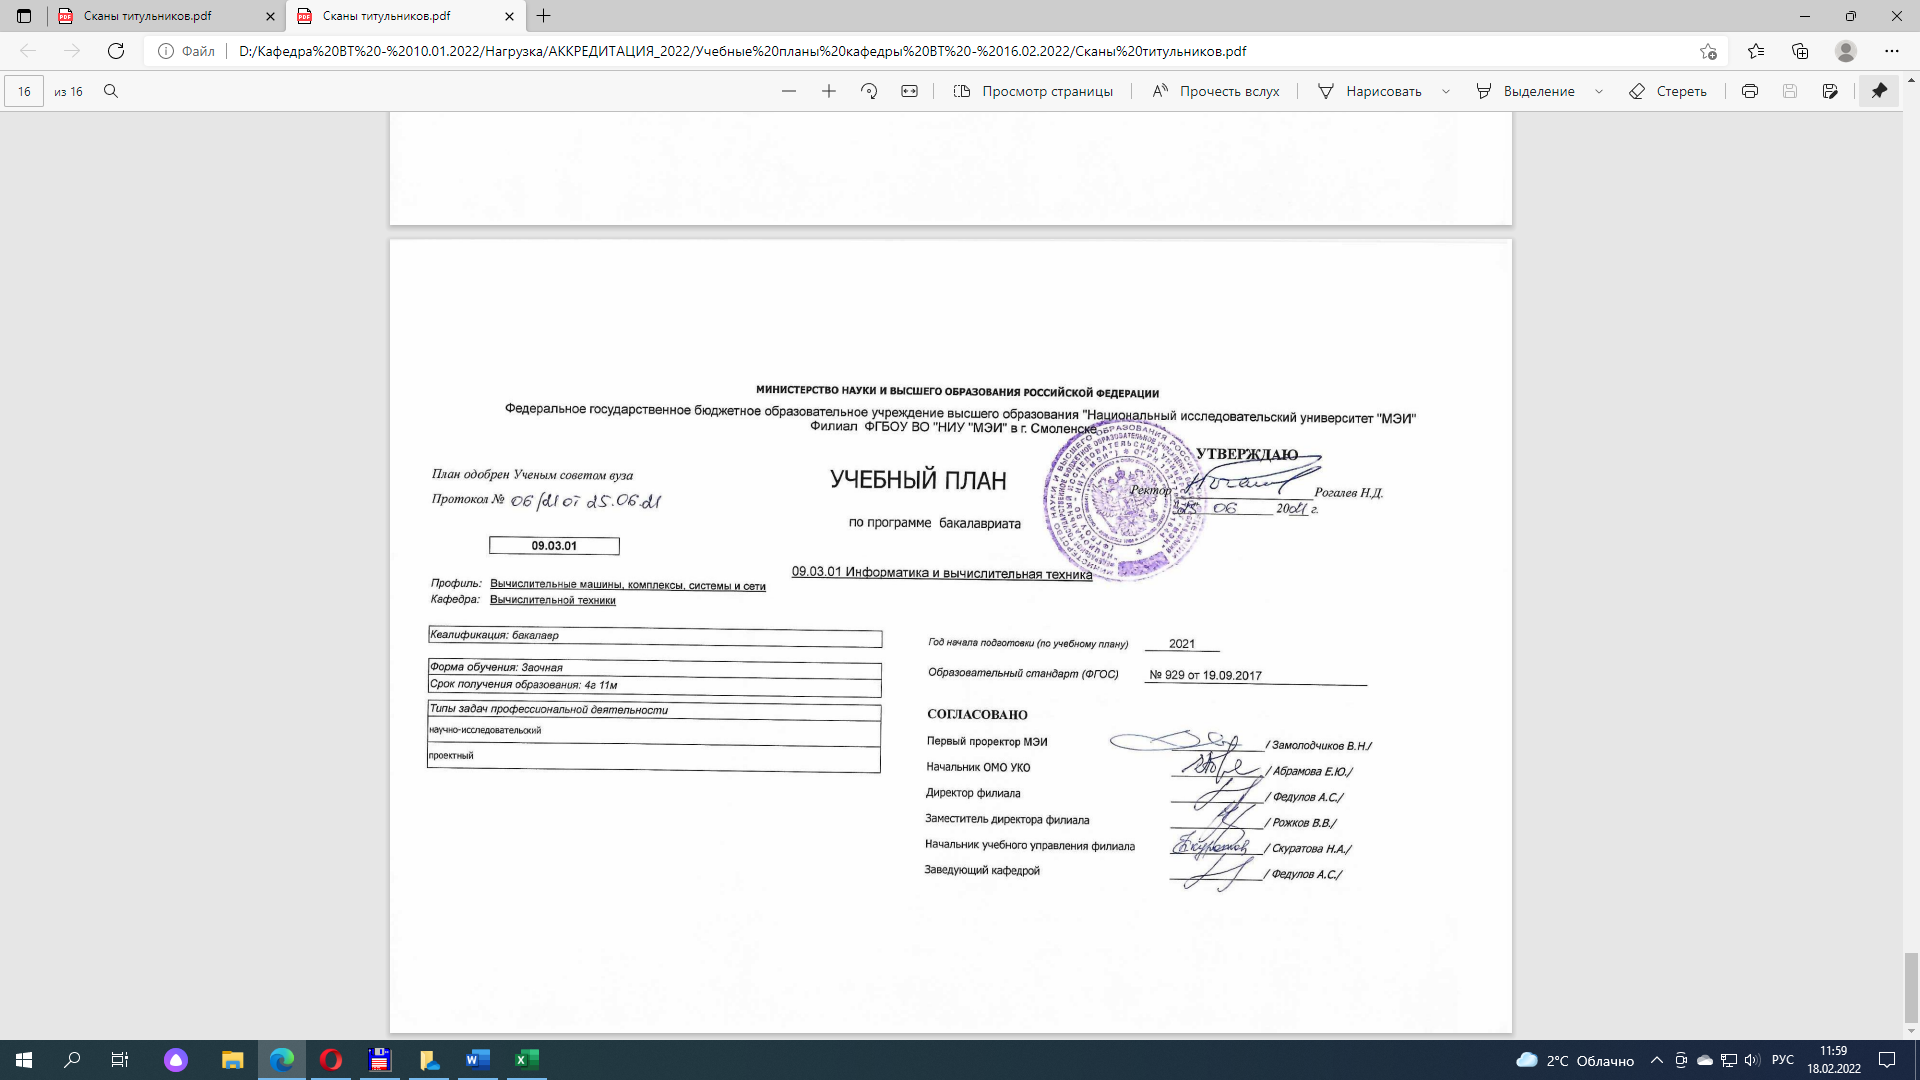 Сканы титульников.pdf
Сканы титульников.pdf
Файл
D:/Кафедра%20ВТ%20-%2010.01.2022/Нагрузка/АККРЕДИТАЦИЯ_2022/Учебные%20планы%20кафедры%20ВТ%20-%2016.02.2022/Сканы%20титульников.pdf
16 из 16
Просмотр страницы
Прочесть вслух
Нарисовать
Выделение
Стереть
МИНИСТЕРСТВО НАУКИ И ВЫСШЕГО ОБРАЗОВАНИЯ РОССИЙСКОЙ ФЕДЕРАЦИИ
Федеральное государственное бюджетное образовательное учреждение высшего образования "Национальный исследовательский университет "МЭИ"
Филиал ФГБОУ ВО "НИУ "МЭИ" в г. Смоленске
План одобрен Ученым советом вуза
Протокол № 06/21 от 25.06.21
УЧЕБНЫЙ ПЛАН
по программе бакалавриата
УТВЕРЖДАЮ
Ректор Рогалев Н.Д.
25 06 2021 г.
09.03.01
09.03.01 Информатика и вычислительная техника
Профиль: Вычислительные машины, комплексы, системы и сети
Кафедра: Вычислительной техники
Квалификация: бакалавр
Форма обучения: Заочная
Срок получения образования: 4г 11м
Типы задач профессиональной деятельности
научно-исследовательский
проектный
Год начала подготовки (по учебному плану) 2021
Образовательный стандарт (ФГОС) № 929 от 19.09.2017
СОГЛАСОВАНО
Первый проректор МЭИ / Замолодчиков В.Н./
Начальник ОМО УКО / Абрамова Е.Ю./
Директор филиала / Федулов А.С./
Заместитель директора филиала / Рожков В.В./
Начальник учебного управления филиала / Скуратова Н.А./
Заведующий кафедрой / Федулов А.С./
2°C Облачно
РУС
11:59
18.02.2022